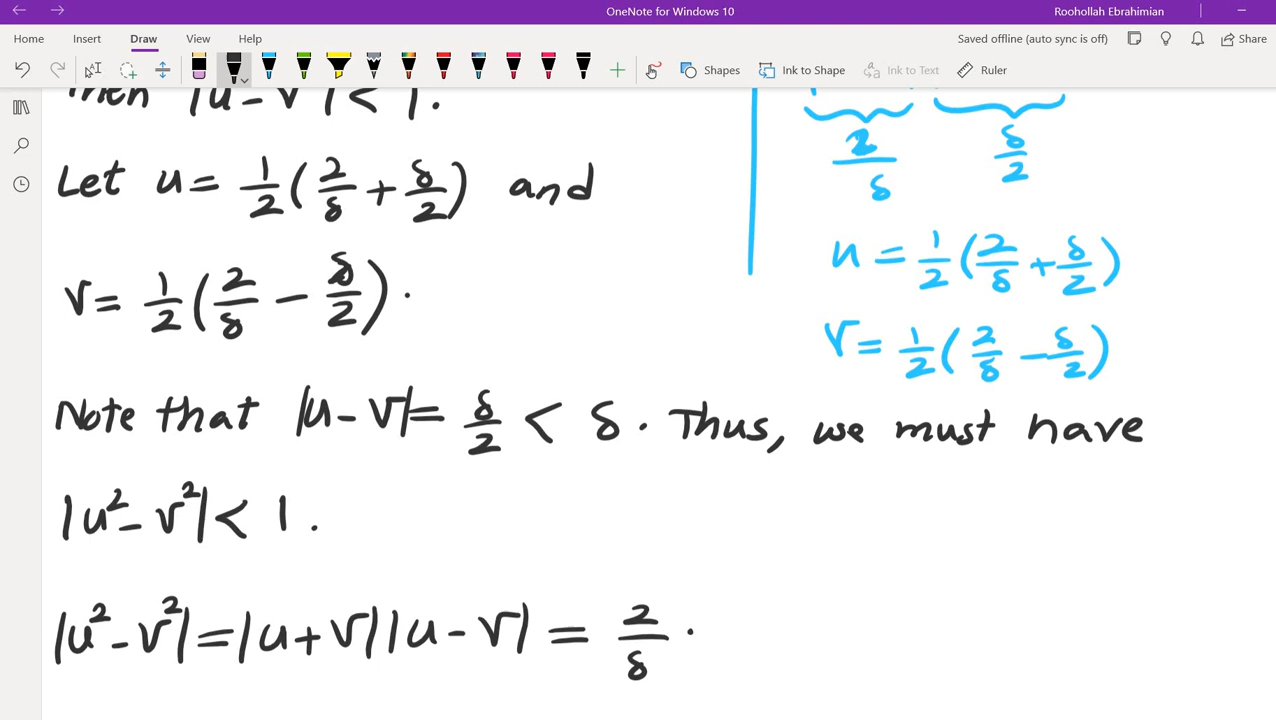 OneNote for Windows 10
Roohollah Ebrahimian
Home Insert Draw View Help
Saved offline (auto sync is off)
Share
Shapes
Ink to Shape
Ink to Text
Ruler
Then |u - v| < 1.
Let u = 1/2 (2/δ + δ/2) and
v = 1/2 (2/δ - δ/2).
Note that |u - v| = δ/2 < δ. Thus, we must have
|u² - v²| < 1.
|u² - v²| = |u + v| |u - v| = 2/δ ·
2/δ δ/2
u = 1/2 (2/δ + δ/2)
v = 1/2 (2/δ - δ/2)